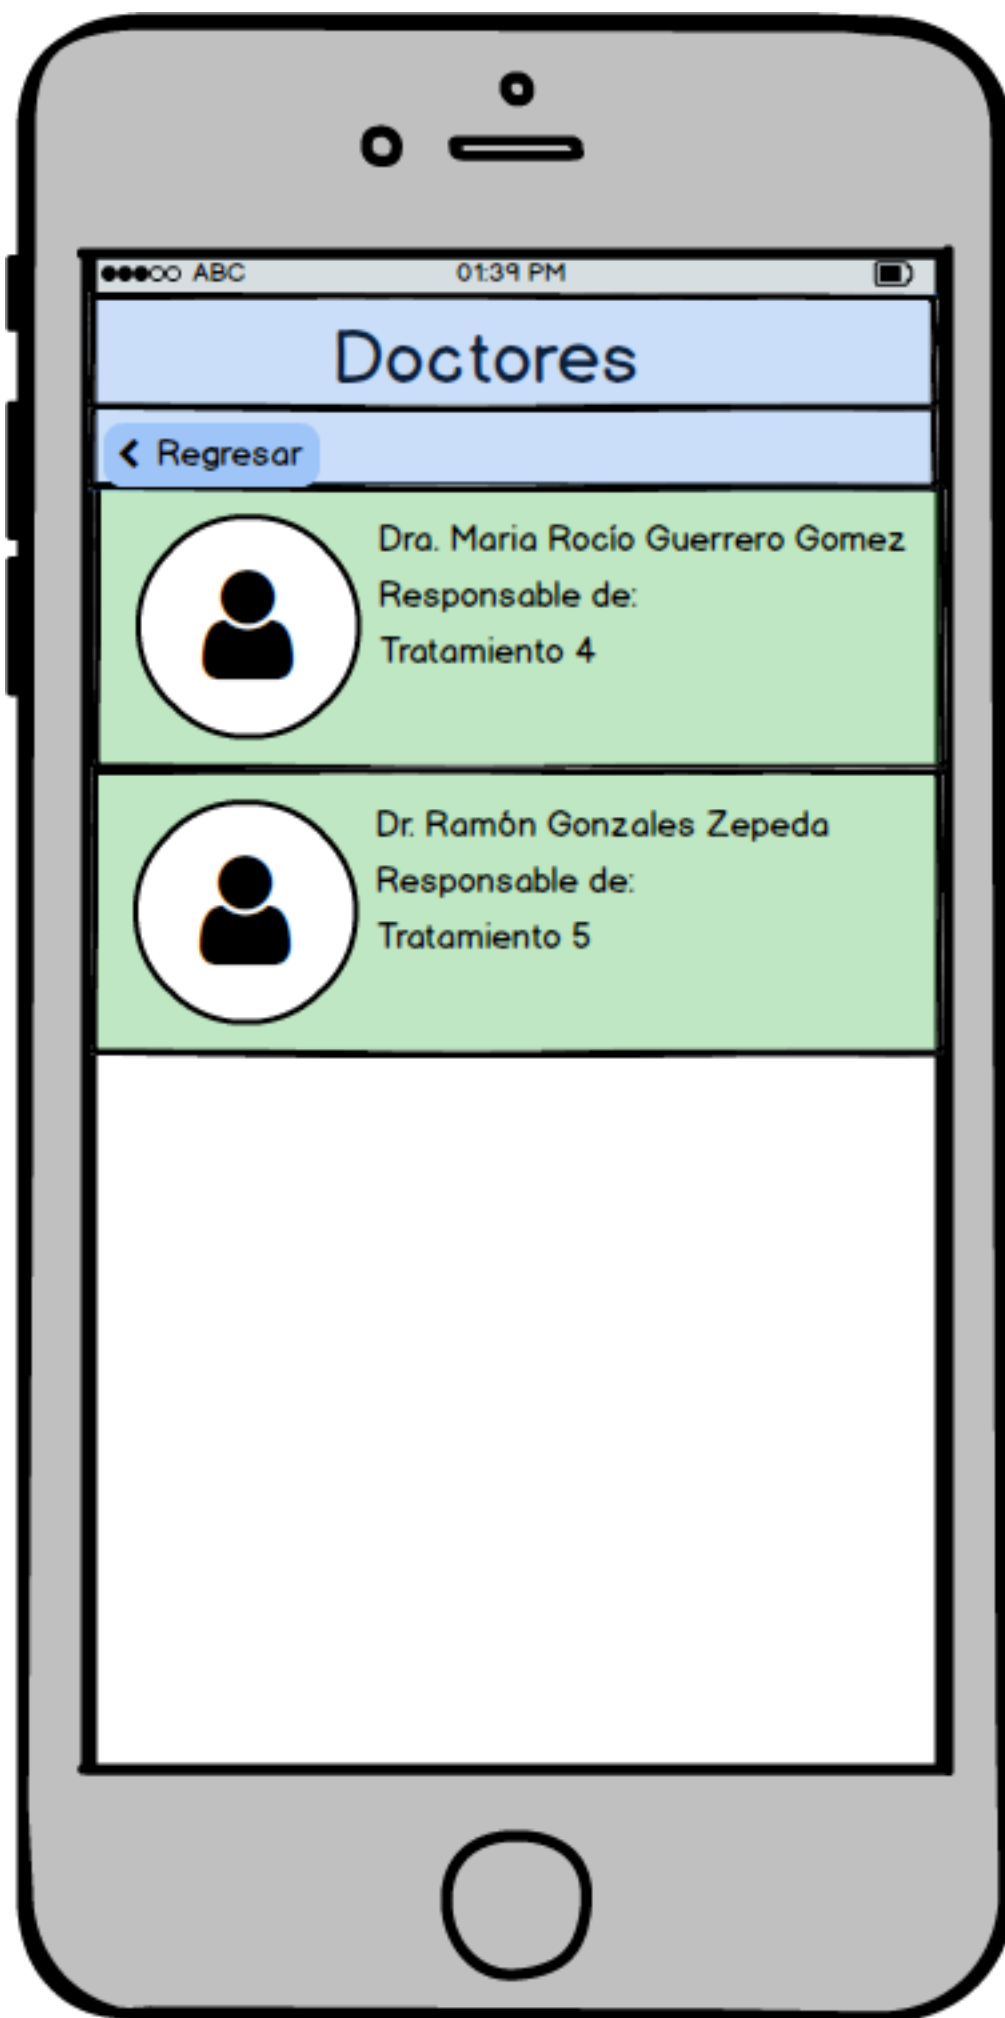 ABC 01:39 PM
Doctores
Regresar
Dra. Maria Rocío Guerrero Gomez
Responsable de:
Tratamiento 4
Dr. Ramón Gonzales Zepeda
Responsable de:
Tratamiento 5